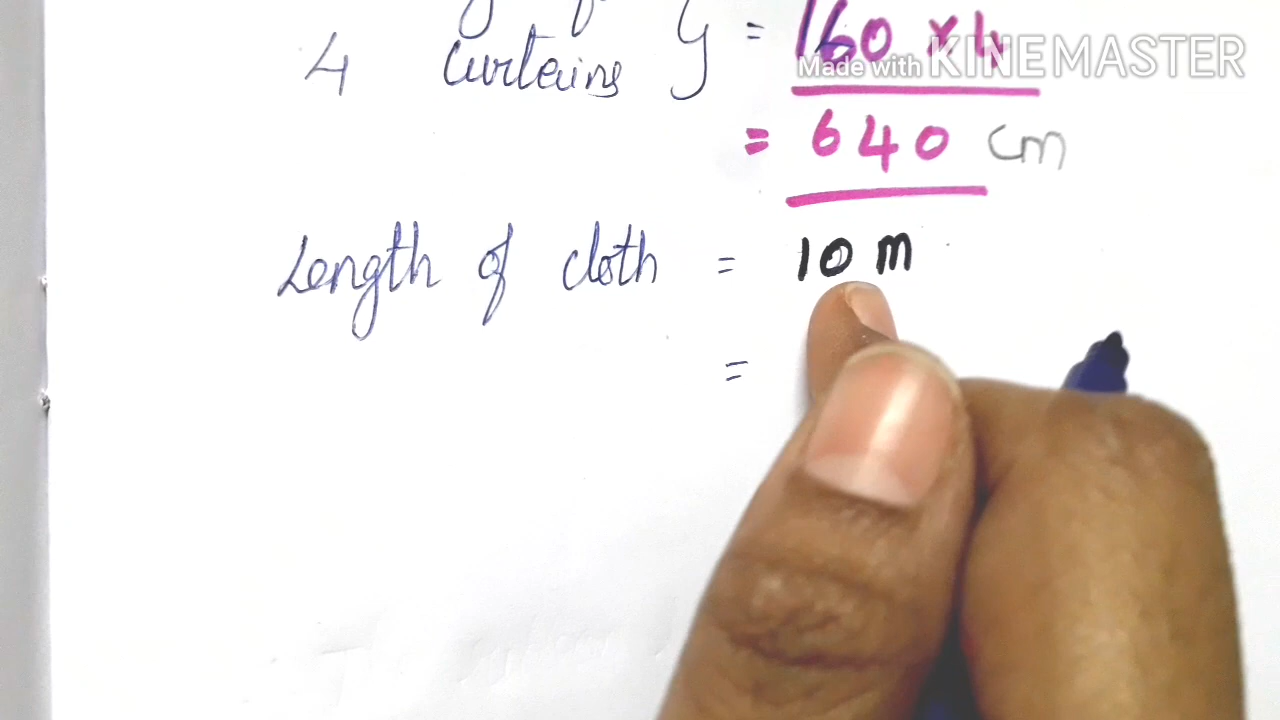 4 curtains } = 160 x 4
Made with KINEMASTER
= 640 cm
Length of cloth = 10 m
=